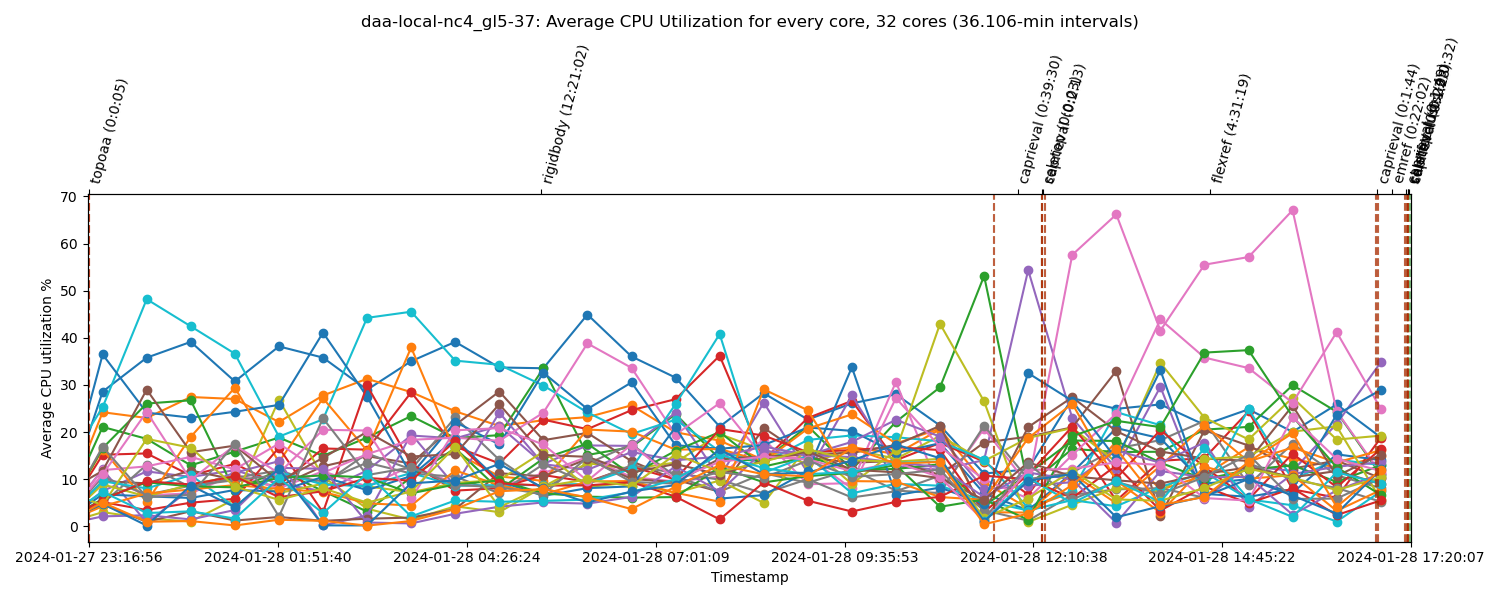 daa-local-nc4_gl5-37: Average CPU Utilization for every core, 32 cores (36.106-min intervals)
topoaa (0:0:05)
rigidbody (12:21:02)
caprieval (0:39:30)
flexref (4:31:19)
caprieval (0:1:44)
emref (0:22:02)
70
60
50
40
30
20
10
0
Average CPU utilization %
2024-01-27 23:16:56
2024-01-28 01:51:40
2024-01-28 04:26:24
2024-01-28 07:01:09
2024-01-28 09:35:53
2024-01-28 12:10:38
2024-01-28 14:45:22
2024-01-28 17:20:07
Timestamp